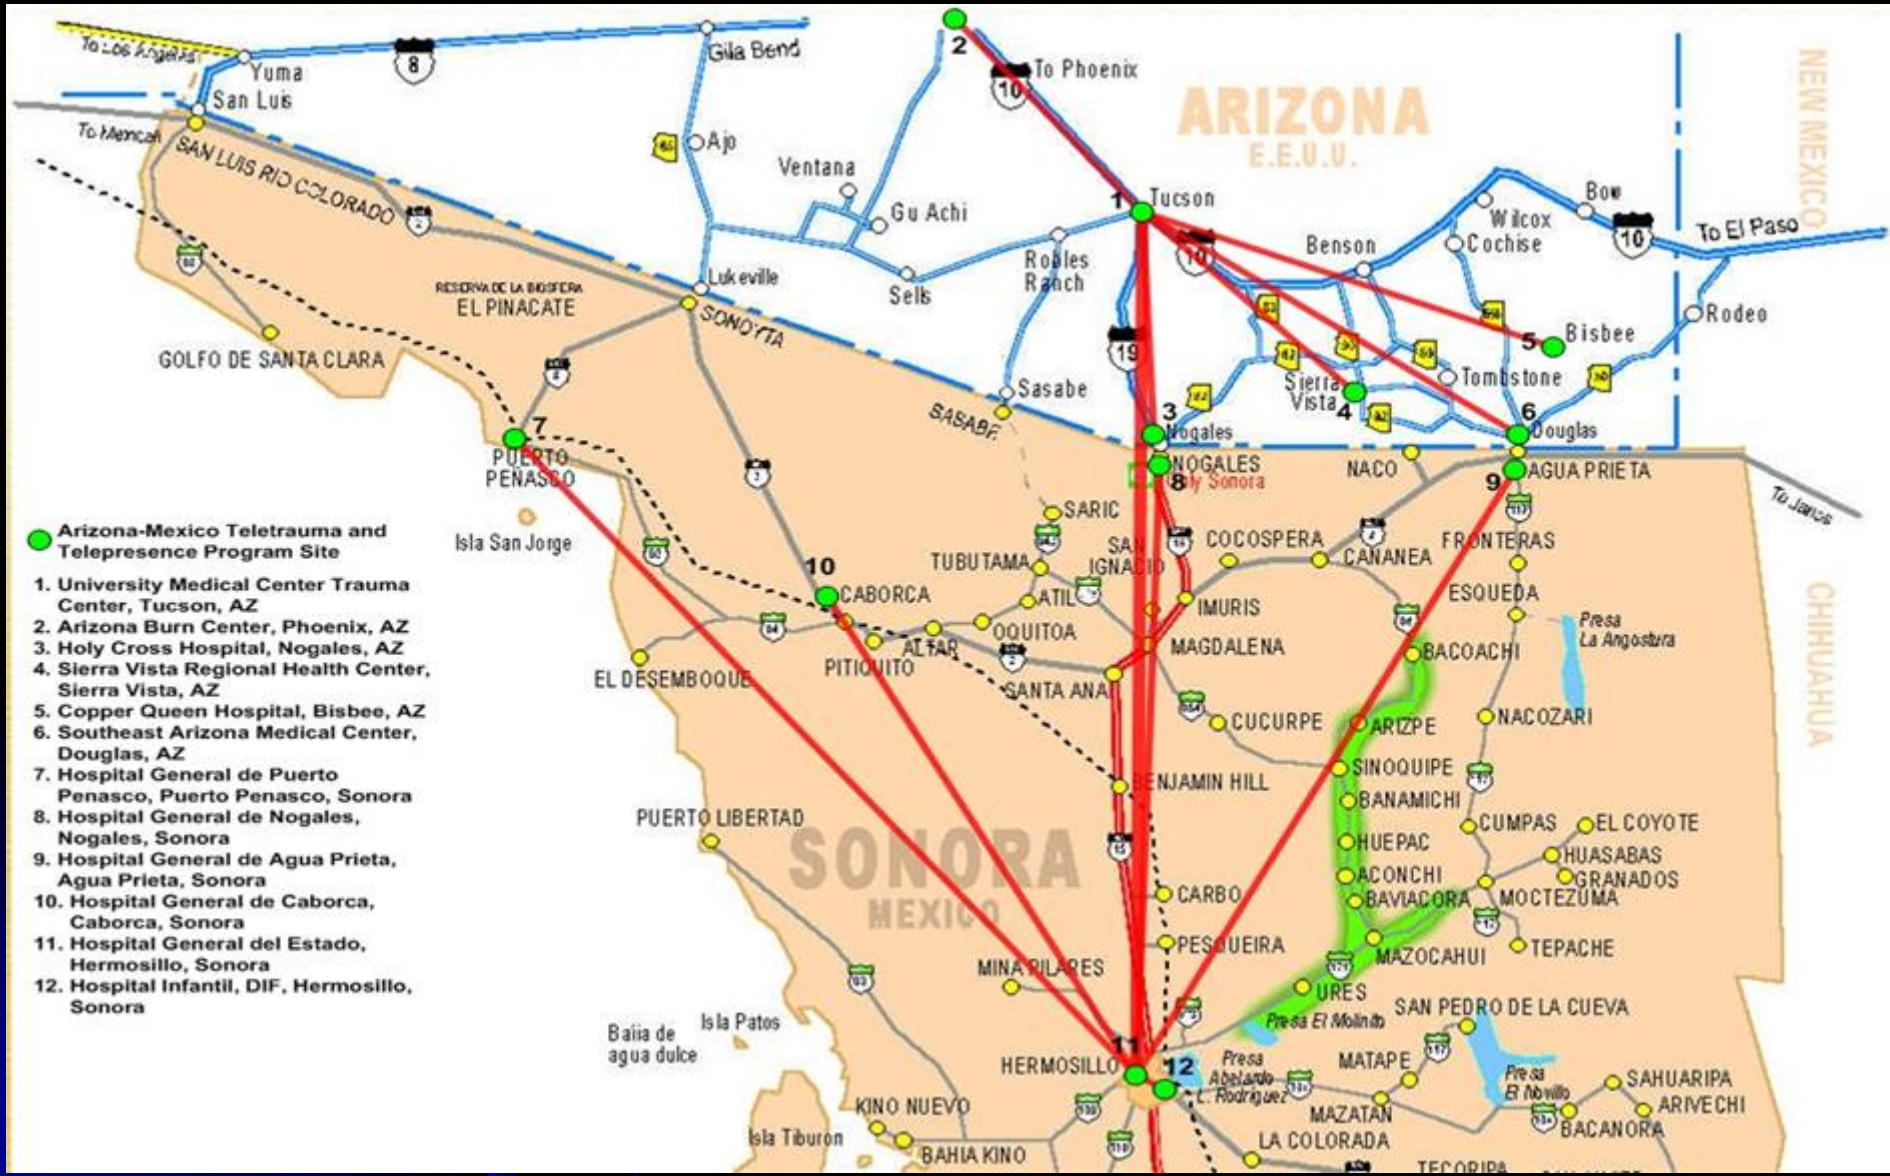 2
To Phoenix
10
Gila Bend
8
To Los Angeles
Yuma
San Luis
ARIZONA
E.E.U.U.
NEW MEXICO
SAN LUIS RIO COLORADO
2
85
Ajo
Ventana
Gu Achi
1
Tucson
Bow
Wilcox
Cochise
10
To El Paso
Benson
10
Robles
Ranch
Sells
Lukeville
RESERVA DE LA BIOSFERA
EL PINACATE
SONOYTA
GOLFO DE SANTA CLARA
Rodeo
Bisbee
5
19
Tombstone
Sierra
Vista
4
Sasabe
SASABE
3
Nogales
6
Douglas
7
PUERTO
PEÑASCO
NOGALES
8
Sonora
NACO
9
AGUA PRIETA
To Janos
Arizona-Mexico Teletrauma and
Telepresence Program Site
1. University Medical Center Trauma
Center, Tucson, AZ
2. Arizona Burn Center, Phoenix, AZ
3. Holy Cross Hospital, Nogales, AZ
4. Sierra Vista Regional Health Center,
Sierra Vista, AZ
5. Copper Queen Hospital, Bisbee, AZ
6. Southeast Arizona Medical Center,
Douglas, AZ
7. Hospital General de Puerto
Penasco, Puerto Penasco, Sonora
8. Hospital General de Nogales,
Nogales, Sonora
9. Hospital General de Agua Prieta,
Agua Prieta, Sonora
10. Hospital General de Caborca,
Caborca, Sonora
11. Hospital General del Estado,
Hermosillo, Sonora
12. Hospital Infantil, DIF, Hermosillo,
Sonora
Isla San Jorge
SARIC
TUBUTAMA
SAN
IGNACIO
COCOSPERA
CANANEA
FRONTERAS
ESQUEDA
10
CABORCA
ATIL
IMURIS
OQUITOA
ALTAR
PITIQUITO
EL DESEMBOQUE
MAGDALENA
SANTA ANA
BACOACHI
Presa
La Angostura
CHIHUAHUA
CUCURPE
ARIZPE
NACOZARI
SINOQUIPE
BENJAMIN HILL
BANAMICHI
PUERTO LIBERTAD
HUEPAC
CUMPAS
EL COYOTE
15
SONORA
MEXICO
HUASABAS
GRANADOS
ACONCHI
CARBO
BAVIACORA
MOCTEZUMA
PESQUEIRA
MAZOCAHUI
TEPACHE
MINA PILARES
URES
SAN PEDRO DE LA CUEVA
Presa El Molinito
Isla Patos
Bahia de
agua dulce
11
HERMOSILLO
12
Presa
Abelardo
L. Rodriguez
MATAPE
117
Presa
El Novillo
SAHUARIPA
ARIVECHI
MAZATAN
BACANORA
KINO NUEVO
Isla Tiburon
BAHIA KINO
LA COLORADA
TECORIPA